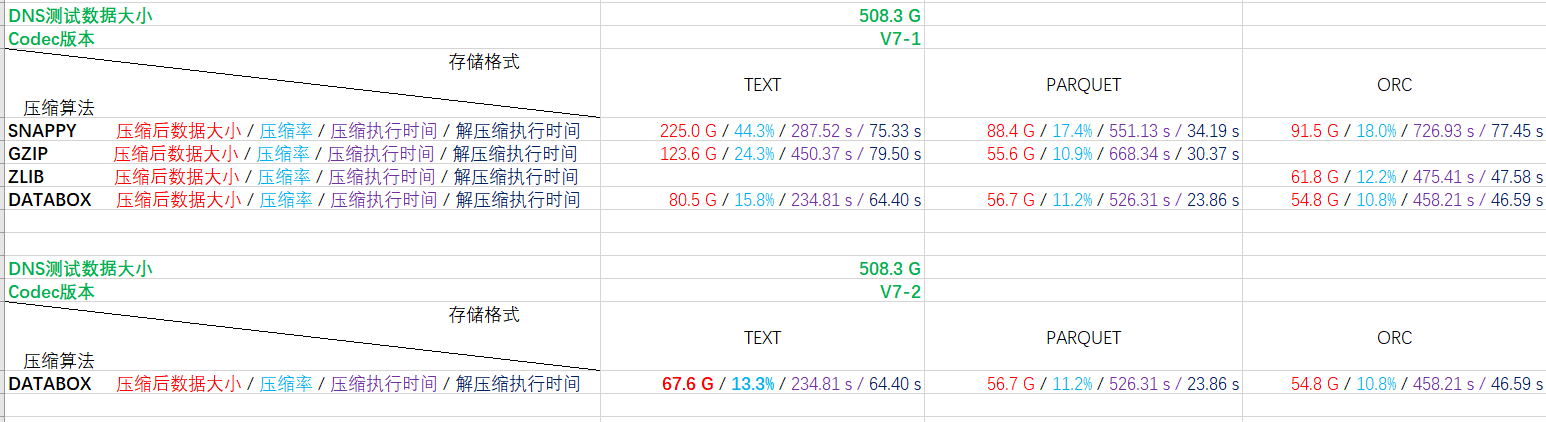 DNS测试数据大小 508.3 G
Codec版本 V7-1
存储格式
压缩算法 TEXT PARQUET ORC
SNAPPY 压缩后数据大小 / 压缩率 / 压缩执行时间 / 解压缩执行时间 225.0 G / 44.3% / 287.52 s / 75.33 s 88.4 G / 17.4% / 551.13 s / 34.19 s 91.5 G / 18.0% / 726.93 s / 77.45 s
GZIP 压缩后数据大小 / 压缩率 / 压缩执行时间 / 解压缩执行时间 123.6 G / 24.3% / 450.37 s / 79.50 s 55.6 G / 10.9% / 668.34 s / 30.37 s
ZLIB 压缩后数据大小 / 压缩率 / 压缩执行时间 / 解压缩执行时间 61.8 G / 12.2% / 475.41 s / 47.58 s
DATABOX 压缩后数据大小 / 压缩率 / 压缩执行时间 / 解压缩执行时间 80.5 G / 15.8% / 234.81 s / 64.40 s 56.7 G / 11.2% / 526.31 s / 23.86 s 54.8 G / 10.8% / 458.21 s / 46.59 s
DNS测试数据大小 508.3 G
Codec版本 V7-2
存储格式
压缩算法 TEXT PARQUET ORC
DATABOX 压缩后数据大小 / 压缩率 / 压缩执行时间 / 解压缩执行时间 67.6 G / 13.3% / 234.81 s / 64.40 s 56.7 G / 11.2% / 526.31 s / 23.86 s 54.8 G / 10.8% / 458.21 s / 46.59 s